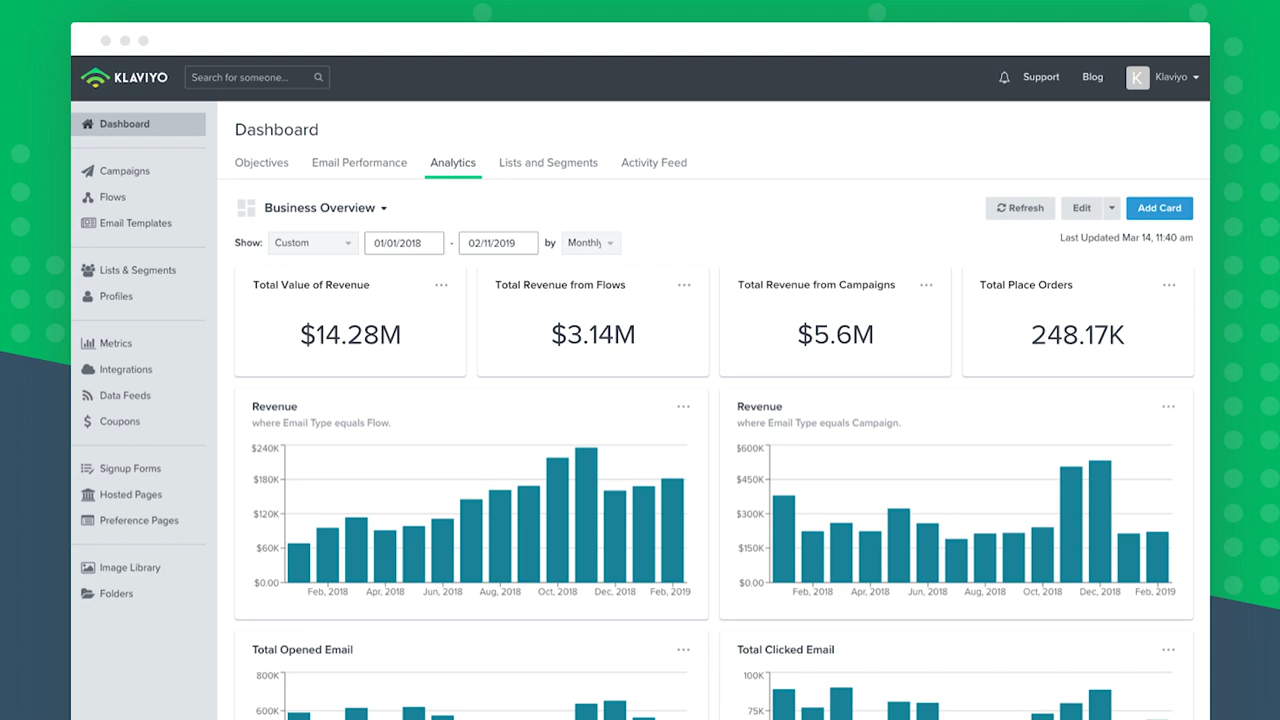 KLAVIYO
Search for someone...
Support
Blog
K
Klaviyo
Dashboard
Campaigns
Flows
Email Templates
Lists & Segments
Profiles
Metrics
Integrations
Data Feeds
Coupons
Signup Forms
Hosted Pages
Preference Pages
Image Library
Folders
Dashboard
Objectives Email Performance Analytics Lists and Segments Activity Feed
Business Overview
Refresh Edit Add Card
Show: Custom 01/01/2018 - 02/11/2019 by Monthly
Last Updated Mar 14, 11:40 am
Total Value of Revenue ...
$14.28M
Total Revenue from Flows ...
$3.14M
Total Revenue from Campaigns ...
$5.6M
Total Place Orders ...
248.17K
Revenue ...
where Email Type equals Flow.
$240K
$180K
$120K
$60K
$0.00
Feb, 2018 Apr, 2018 Jun, 2018 Aug, 2018 Oct, 2018 Dec, 2018 Feb, 2019
Revenue ...
where Email Type equals Campaign.
$600K
$450K
$300K
$150K
$0.00
Feb, 2018 Apr, 2018 Jun, 2018 Aug, 2018 Oct, 2018 Dec, 2018 Feb, 2019
Total Opened Email ...
800K
600K
Total Clicked Email ...
100K
75K